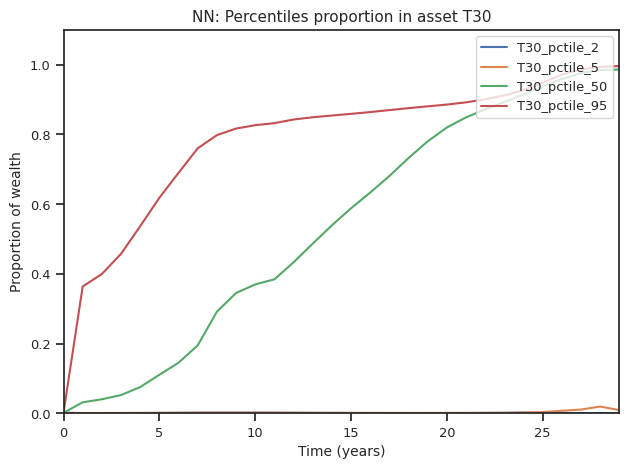 NN: Percentiles proportion in asset T30
T30_pctile_2
T30_pctile_5
T30_pctile_50
T30_pctile_95
Proportion of wealth
1.0
0.8
0.6
0.4
0.2
0.0
0 5 10 15 20 25
Time (years)